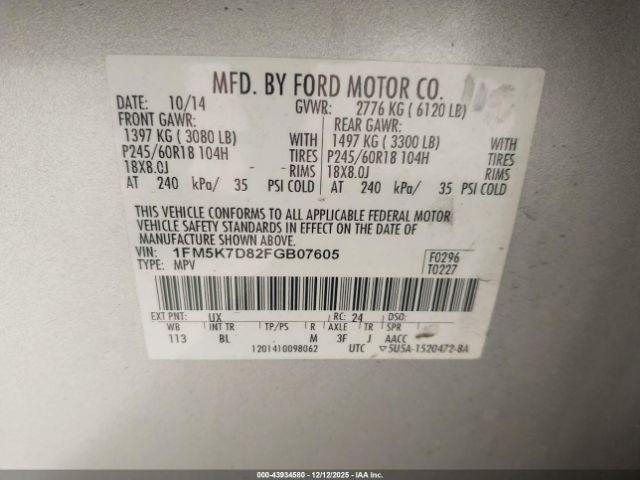 MFD. BY FORD MOTOR CO.
DATE: 10/14 GVWR: 2776 KG ( 6120 LB)
FRONT GAWR: REAR GAWR:
1397 KG ( 3080 LB) WITH 1497 KG ( 3300 LB) WITH
P245/60R18 104H TIRES P245/60R18 104H TIRES
18X8.0J RIMS 18X8.0J RIMS
AT 240 kPa/ 35 PSI COLD AT 240 kPa/ 35 PSI COLD
THIS VEHICLE CONFORMS TO ALL APPLICABLE FEDERAL MOTOR
VEHICLE SAFETY STANDARDS IN EFFECT ON THE DATE OF
MANUFACTURE SHOWN ABOVE.
VIN: 1FM5K7D82FGB07605 F0296
TYPE: MPV T0227
EXT PNT: UX RC: 24 DSO:
WB INT TR TP/PS R AXLE TR SPR
113 BL M 3F J AACC
1201410098062 UTC ▽5U5A-1520472-BA
000-43934580 - 12/12/2025 - IAA, Inc.